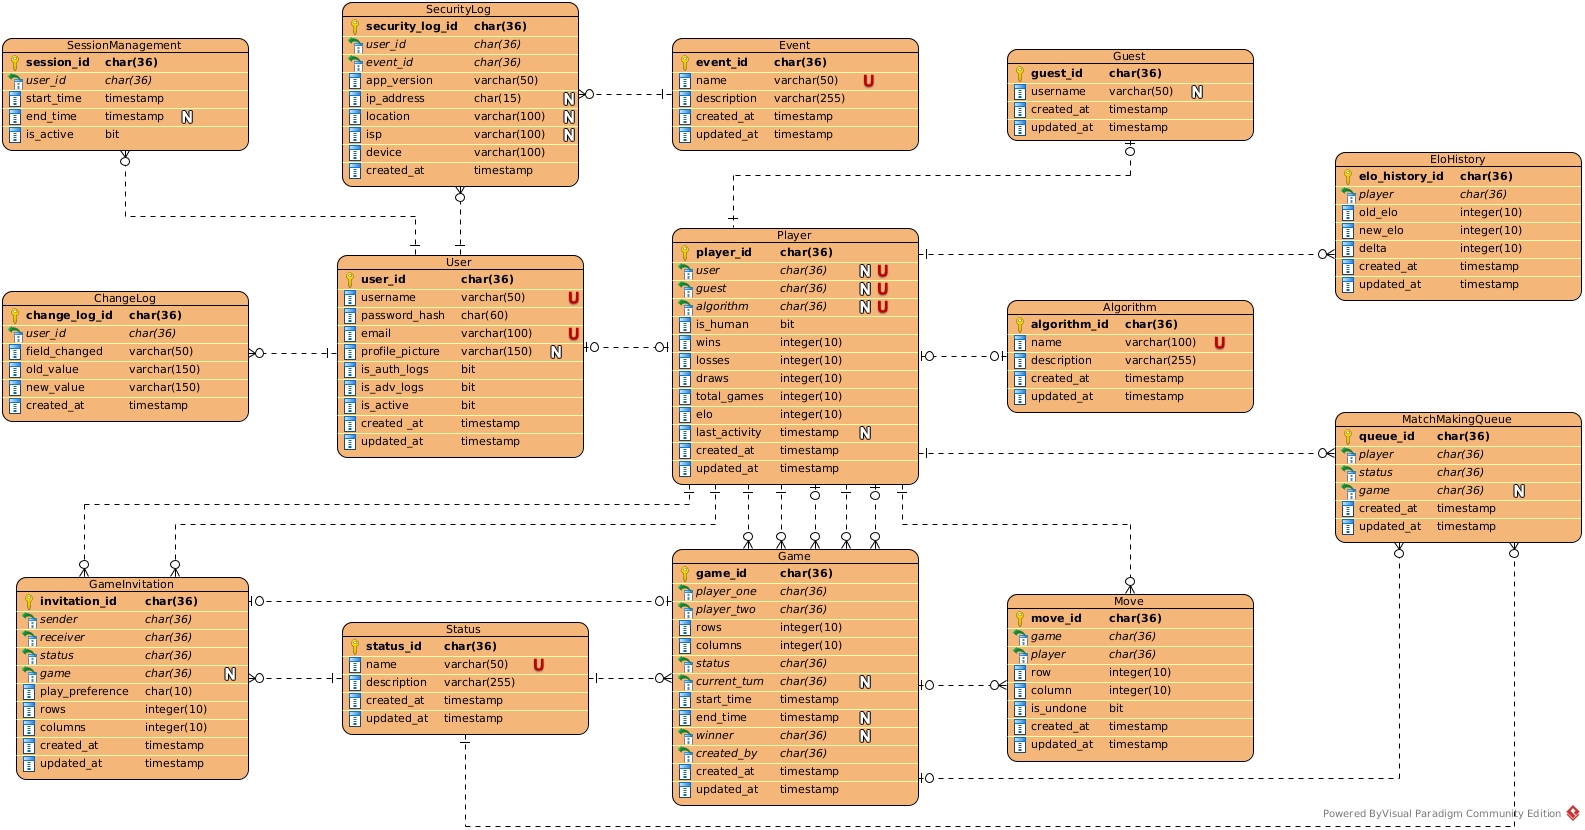 SecurityLog
security_log_id char(36)
user_id char(36)
event_id char(36)
app_version varchar(50)
ip_address char(15) N
location varchar(100) N
isp varchar(100) N
device varchar(100)
created_at timestamp
SessionManagement
session_id char(36)
user_id char(36)
start_time timestamp
end_time timestamp N
is_active bit
Event
event_id char(36)
name varchar(50) U
description varchar(255)
created_at timestamp
updated_at timestamp
Guest
guest_id char(36)
username varchar(50) N
created_at timestamp
updated_at timestamp
EloHistory
elo_history_id char(36)
player char(36)
old_elo integer(10)
new_elo integer(10)
delta integer(10)
created_at timestamp
updated_at timestamp
ChangeLog
change_log_id char(36)
user_id char(36)
field_changed varchar(50)
old_value varchar(150)
new_value varchar(150)
created_at timestamp
User
user_id char(36)
username varchar(50) U
password_hash char(60)
email varchar(100) U
profile_picture varchar(150) N
is_auth_logs bit
is_adv_logs bit
is_active bit
created _at timestamp
updated_at timestamp
Player
player_id char(36)
user char(36) N U
guest char(36) N U
algorithm char(36) N U
is_human bit
wins integer(10)
losses integer(10)
draws integer(10)
total_games integer(10)
elo integer(10)
last_activity timestamp N
created_at timestamp
updated_at timestamp
Algorithm
algorithm_id char(36)
name varchar(100) U
description varchar(255)
created_at timestamp
updated_at timestamp
MatchMakingQueue
queue_id char(36)
player char(36)
status char(36)
game char(36) N
created_at timestamp
updated_at timestamp
GameInvitation
invitation_id char(36)
sender char(36)
receiver char(36)
status char(36)
game char(36) N
play_preference char(10)
rows integer(10)
columns integer(10)
created_at timestamp
updated_at timestamp
Status
status_id char(36)
name varchar(50) U
description varchar(255)
created_at timestamp
updated_at timestamp
Game
game_id char(36)
player_one char(36)
player_two char(36)
rows integer(10)
columns integer(10)
status char(36)
current_turn char(36) N
start_time timestamp
end_time timestamp N
winner char(36) N
created_by char(36)
created_at timestamp
updated_at timestamp
Move
move_id char(36)
game char(36)
player char(36)
row integer(10)
column integer(10)
is_undone bit
created_at timestamp
updated_at timestamp
Powered ByVisual Paradigm Community Edition